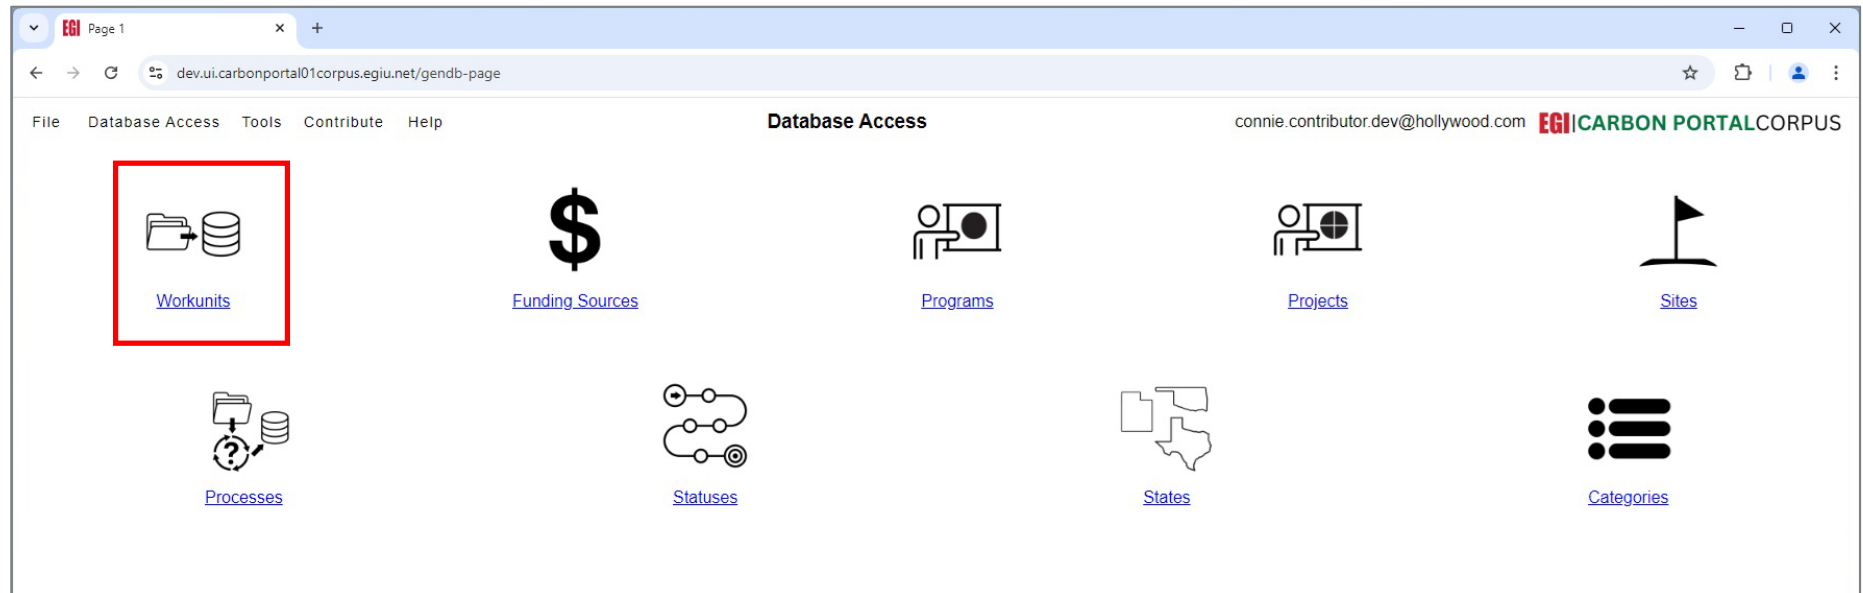 EGI Page 1
dev.ui.carbonportal01corpus.egiu.net/gendb-page
File Database Access Tools Contribute Help Database Access connie.contributor.dev@hollywood.com EGI|CARBON PORTALCORPUS
$
Workunits Funding Sources Programs Projects Sites
?
Processes Statuses States Categories